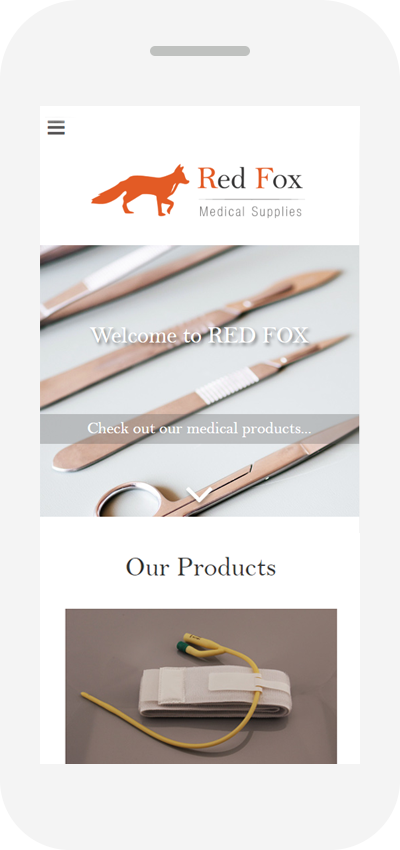 Red Fox
Medical Supplies
Welcome to RED FOX
Check out our medical products...
Our Products